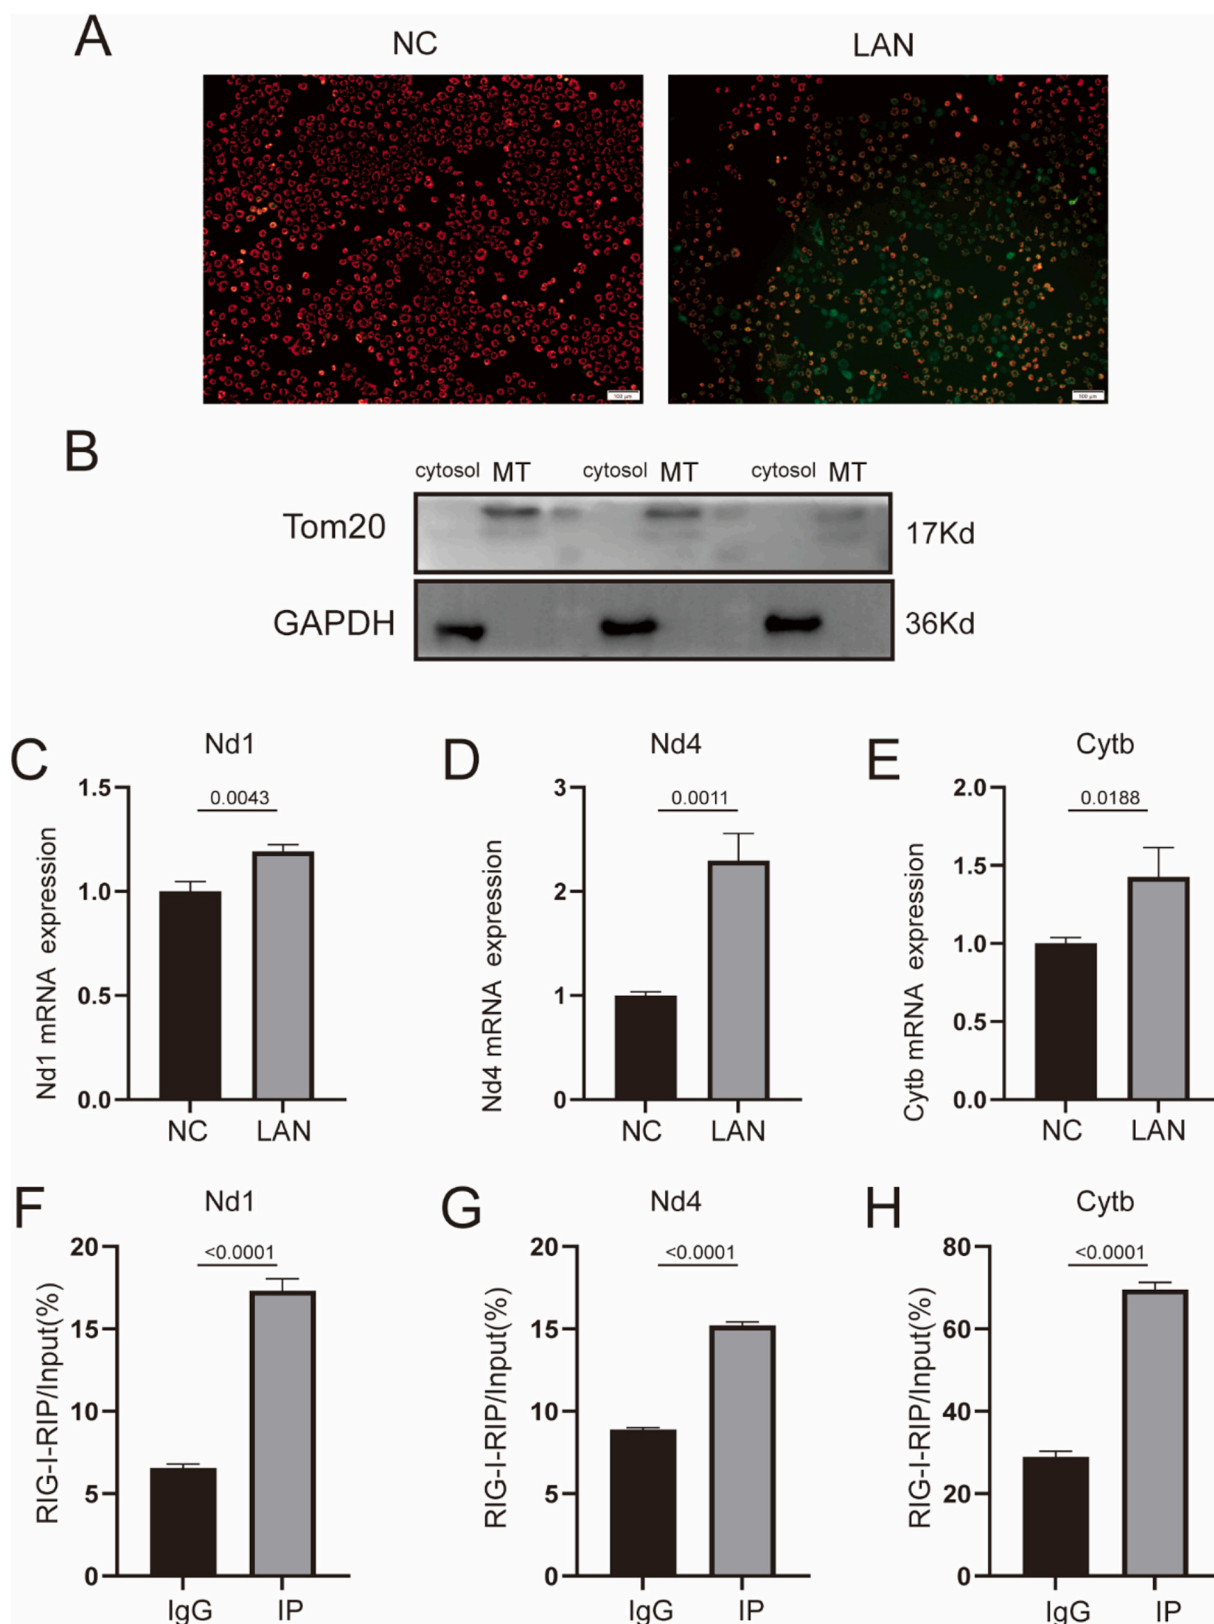 A
NC
LAN
100 μm
100 μm
B
cytosol MT cytosol MT cytosol MT
Tom20
17Kd
GAPDH
36Kd
C
Nd1
Nd1 mRNA expression
1.5
1.0
0.5
0.0
0.0043
NC
LAN
D
Nd4
Nd4 mRNA expression
3
2
1
0
0.0011
NC
LAN
E
Cytb
Cytb mRNA expression
2.0
1.5
1.0
0.5
0.0
0.0188
NC
LAN
F
Nd1
RIG-I-RIP/Input(%)
20
15
10
5
0
<0.0001
IgG
IP
G
Nd4
RIG-I-RIP/Input(%)
20
15
10
5
0
<0.0001
IgG
IP
H
Cytb
RIG-I-RIP/Input(%)
80
60
40
20
0
<0.0001
IgG
IP